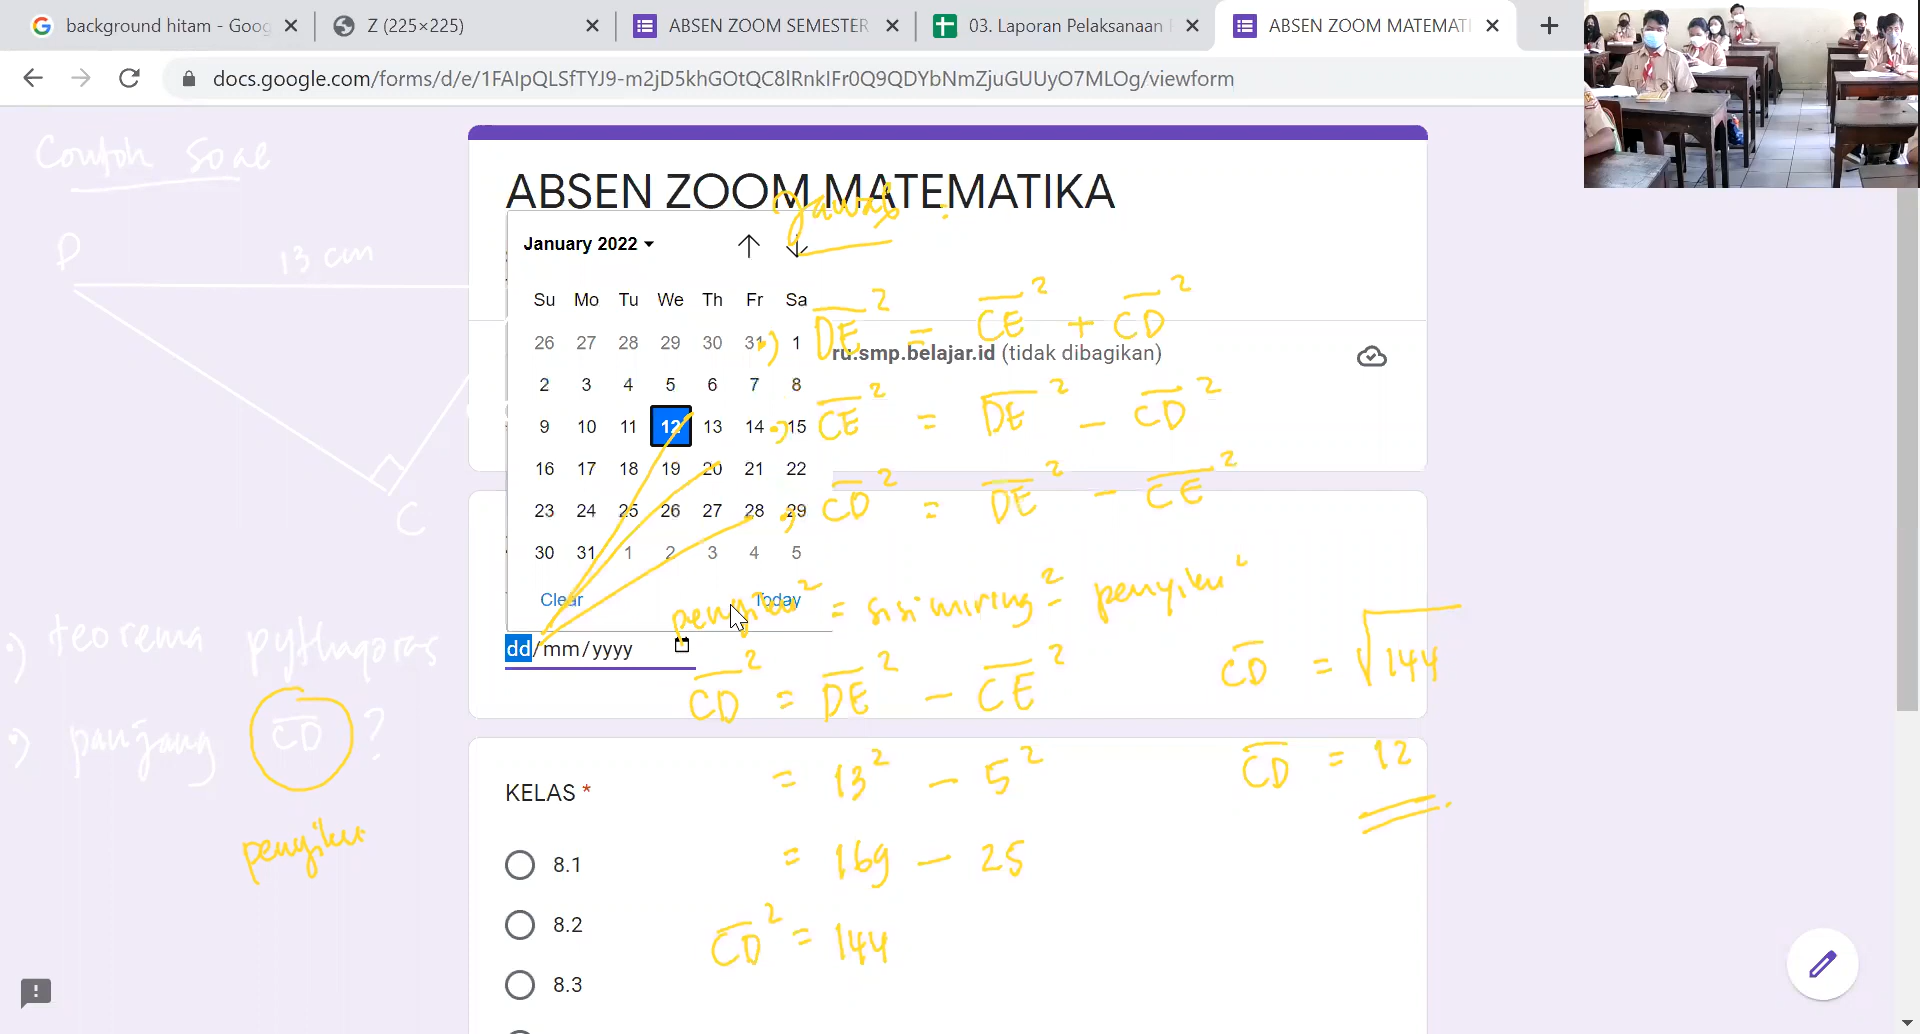 background hitam - Goog
Z (225×225)
ABSEN ZOOM SEMESTER
03. Laporan Pelaksanaan
ABSEN ZOOM MATEMATI
docs.google.com/forms/d/e/1FAIpQLSfTYJ9-m2jD5khGOtQC8lRnkIFr0Q9QDYbNmZjuGUUyO7MLOg/viewform
Contoh Soal
D
13 cm
C
•) teorema pythagoras
•) panjang CD ?
penyiku
ABSEN ZOOM MATEMATIKA
Jawab :
January 2022
Su Mo Tu We Th Fr Sa
26 27 28 29 30 31 1
2 3 4 5 6 7 8
9 10 11 12 13 14 15
16 17 18 19 20 21 22
23 24 25 26 27 28 29
30 31 1 2 3 4 5
Clear Today
dd/mm/yyyy
ru.smp.belajar.id (tidak dibagikan)
•) DE² = CE² + CD²
•) CE² = DE² - CD²
•) CD² = DE² - CE²
penyiku² = sisi miring² - penyiku²
CD² = DE² - CE²
= 13² - 5²
= 169 - 25
CD² = 144
CD = √144
CD = 12
KELAS *
8.1
8.2
8.3